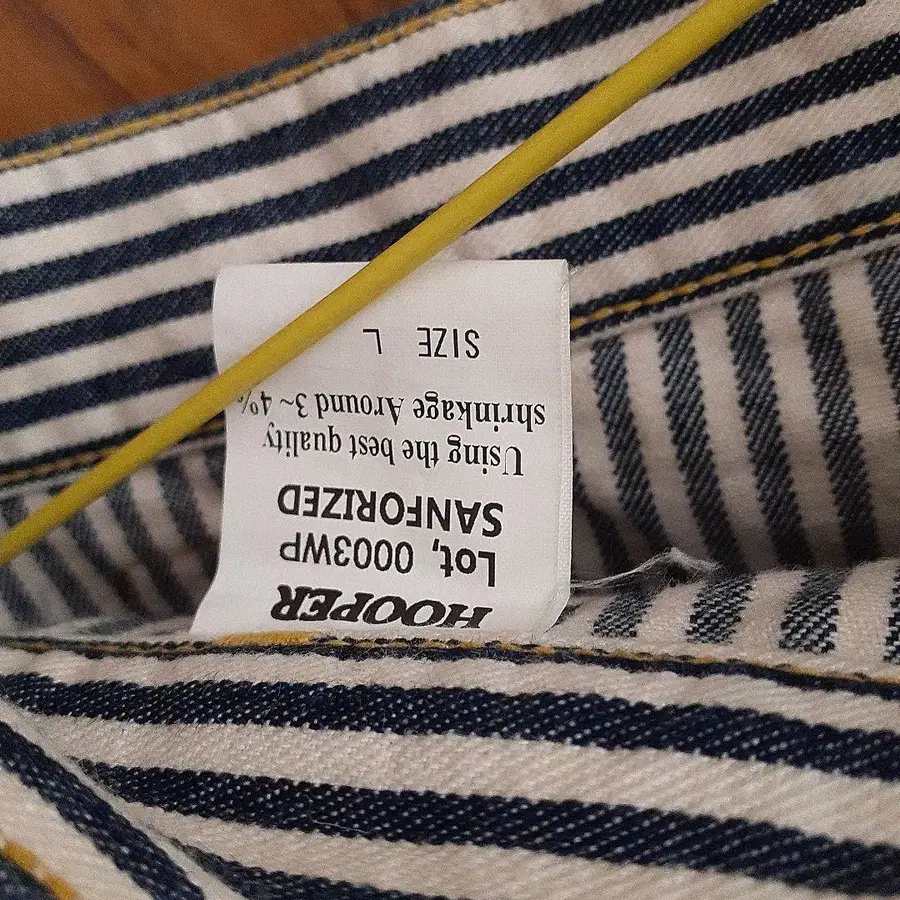 HOOPER
Lot, 0003WP
SANFORIZED
Using the best quality
shrinkage Around 3~4%
SIZE L